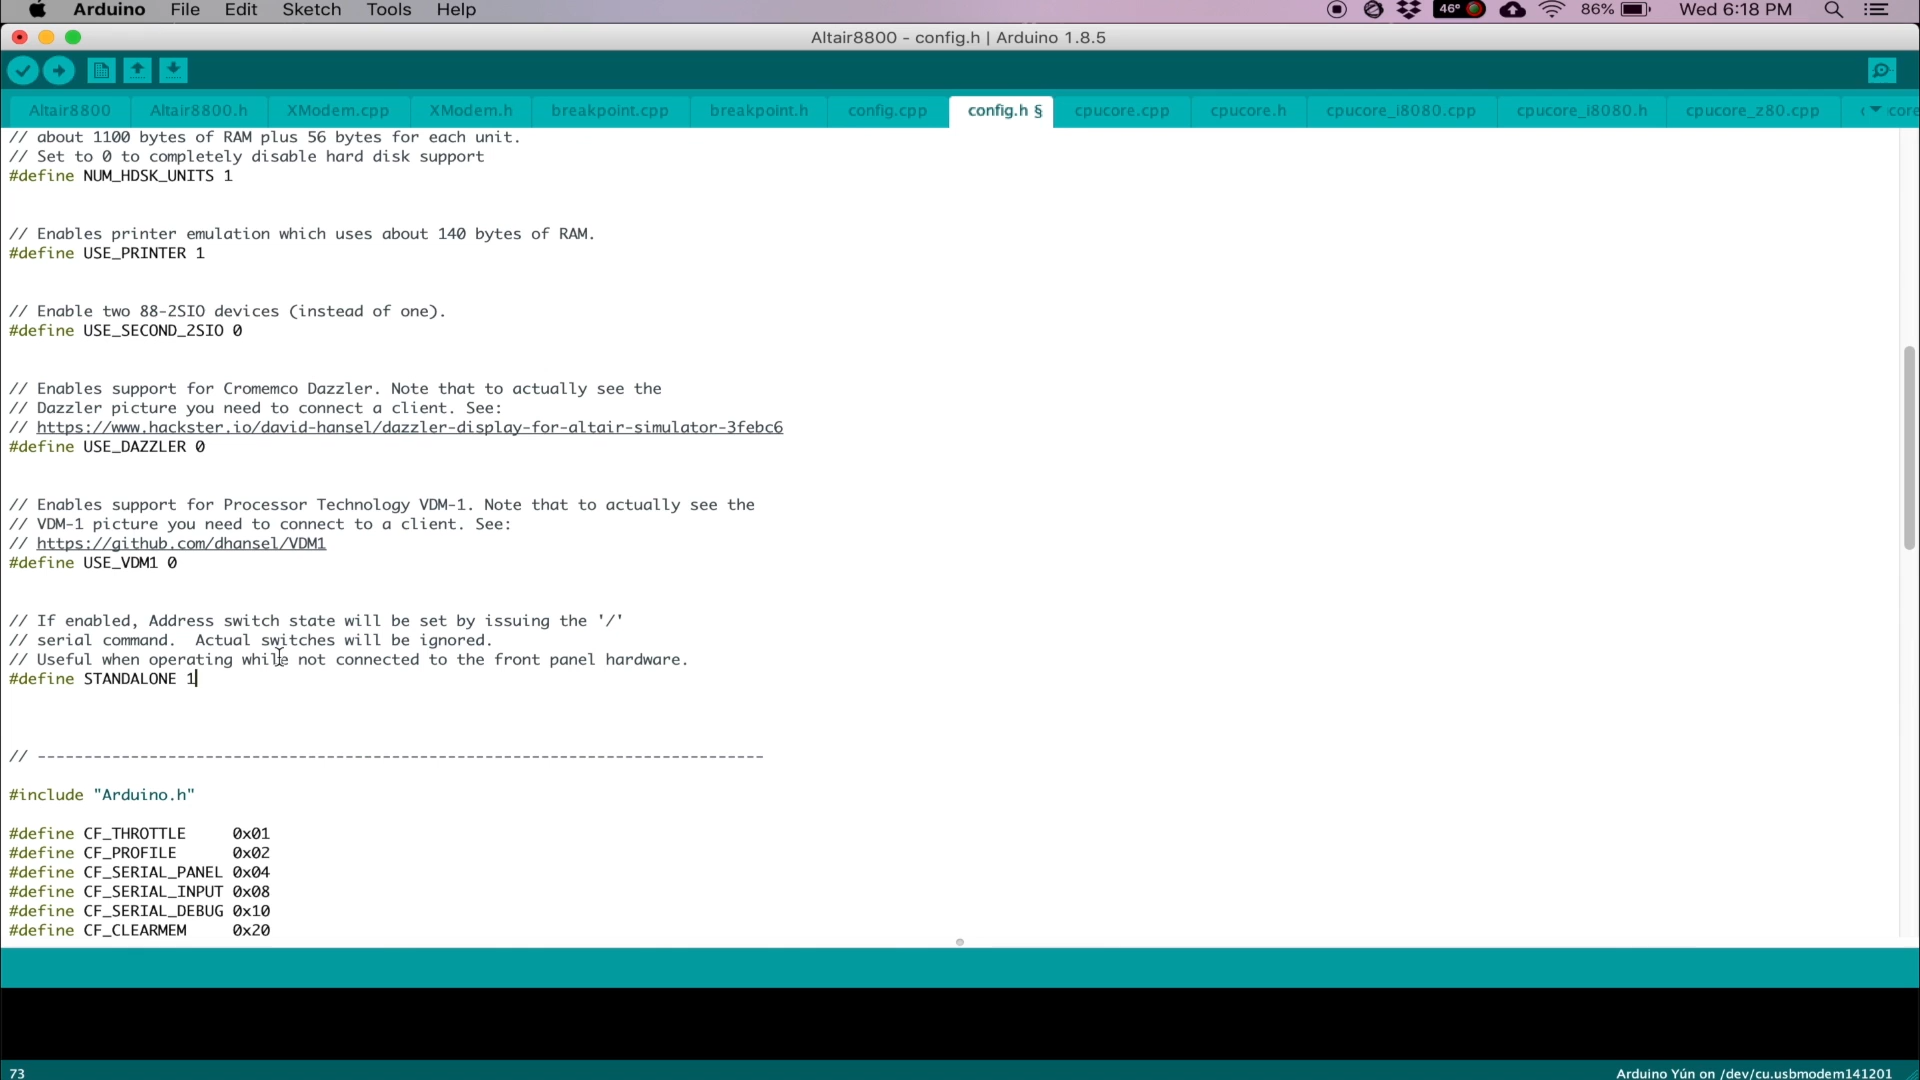 Arduino File Edit Sketch Tools Help 46° 86% Wed 6:18 PM
Altair8800 - config.h | Arduino 1.8.5
Altair8800 Altair8800.h XModem.cpp XModem.h breakpoint.cpp breakpoint.h config.cpp config.h § cpucore.cpp cpucore.h cpucore_i8080.cpp cpucore_i8080.h cpucore_z80.cpp
// about 1100 bytes of RAM plus 56 bytes for each unit.
// Set to 0 to completely disable hard disk support
#define NUM_HDSK_UNITS 1
// Enables printer emulation which uses about 140 bytes of RAM.
#define USE_PRINTER 1
// Enable two 88-2SIO devices (instead of one).
#define USE_SECOND_2SIO 0
// Enables support for Cromemco Dazzler. Note that to actually see the
// Dazzler picture you need to connect a client. See:
// https://www.hackster.io/david-hansel/dazzler-display-for-altair-simulator-3febc6
#define USE_DAZZLER 0
// Enables support for Processor Technology VDM-1. Note that to actually see the
// VDM-1 picture you need to connect to a client. See:
// https://github.com/dhansel/VDM1
#define USE_VDM1 0
// If enabled, Address switch state will be set by issuing the '/'
// serial command.  Actual switches will be ignored.
// Useful when operating while not connected to the front panel hardware.
#define STANDALONE 1
// ------------------------------------------------------------------------------
#include "Arduino.h"
#define CF_THROTTLE     0x01
#define CF_PROFILE      0x02
#define CF_SERIAL_PANEL 0x04
#define CF_SERIAL_INPUT 0x08
#define CF_SERIAL_DEBUG 0x10
#define CF_CLEARMEM     0x20
73 Arduino Yún on /dev/cu.usbmodem141201